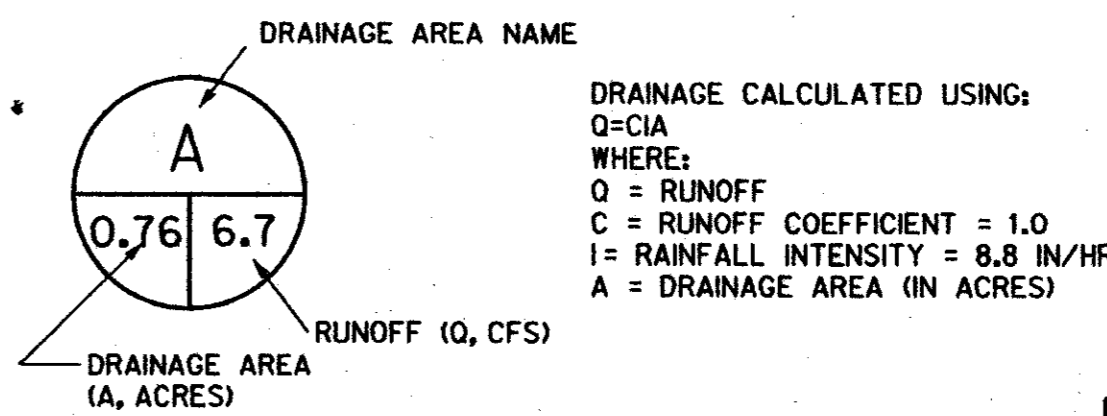 DRAINAGE AREA NAME
A
0.76 6.7
RUNOFF (Q, CFS)
DRAINAGE AREA
(A, ACRES)
DRAINAGE CALCULATED USING:
Q=CIA
WHERE:
Q = RUNOFF
C = RUNOFF COEFFICIENT = 1.0
I= RAINFALL INTENSITY = 8.8 IN/HR
A = DRAINAGE AREA (IN ACRES)